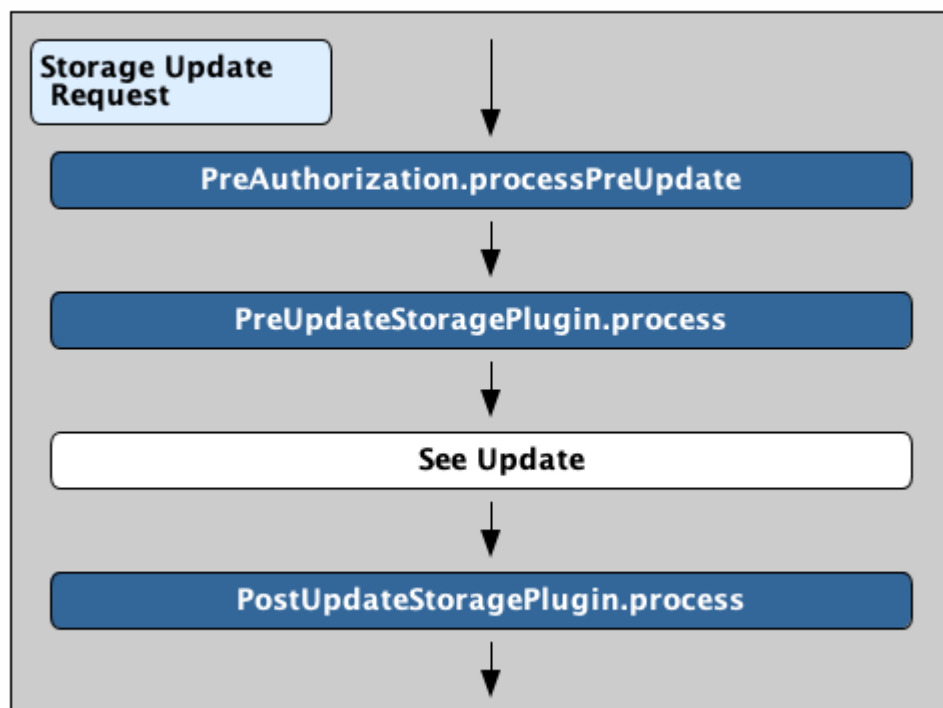 Storage Update
Request
PreAuthorization.processPreUpdate
PreUpdateStoragePlugin.process
See Update
PostUpdateStoragePlugin.process